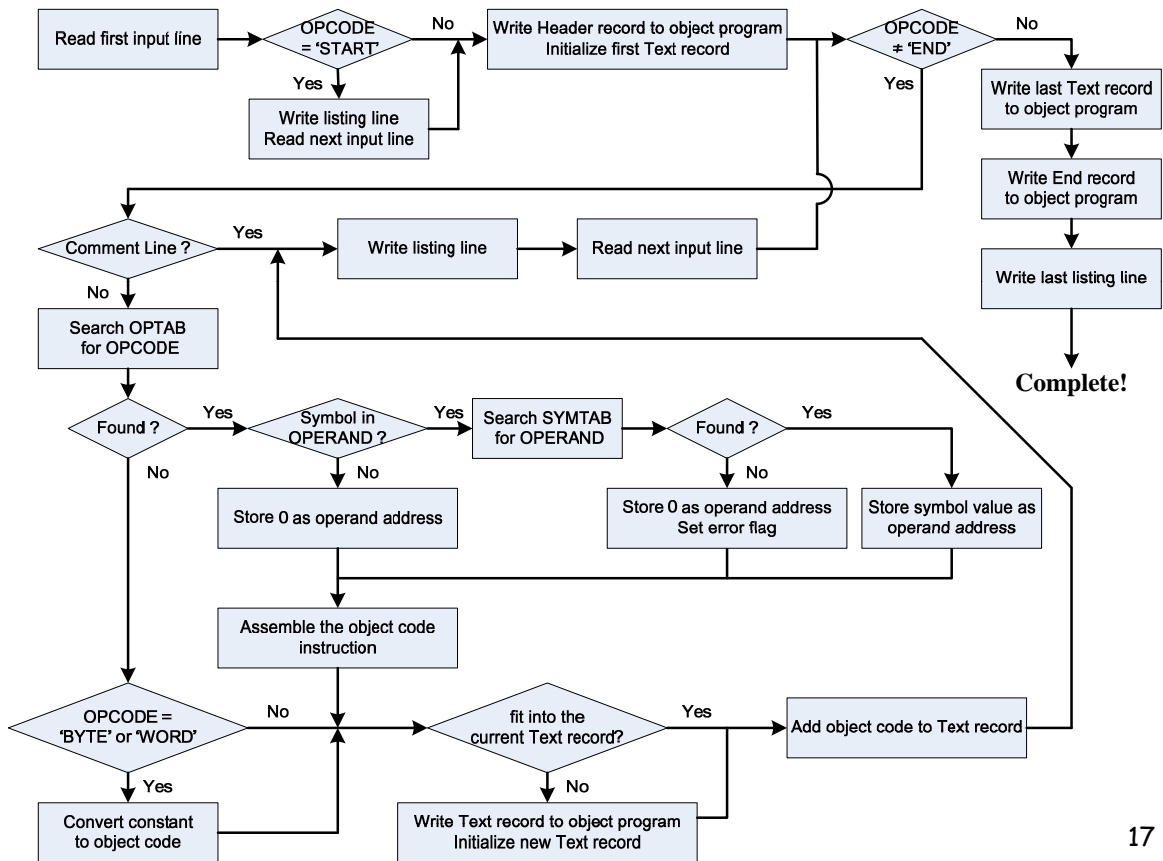 Read first input line
OPCODE
= 'START'
No
Yes
Write listing line
Read next input line
Write Header record to object program
Initialize first Text record
OPCODE
≠ 'END'
No
Yes
Write last Text record
to object program
Write End record
to object program
Write last listing line
Complete!
Comment Line ?
Yes
No
Write listing line
Read next input line
Search OPTAB
for OPCODE
Found ?
Yes
No
Symbol in
OPERAND ?
Yes
No
Search SYMTAB
for OPERAND
Found ?
Yes
No
Store 0 as operand address
Store 0 as operand address
Set error flag
Store symbol value as
operand address
Assemble the object code
instruction
OPCODE =
'BYTE' or 'WORD'
No
Yes
Convert constant
to object code
fit into the
current Text record?
Yes
No
Write Text record to object program
Initialize new Text record
Add object code to Text record
17